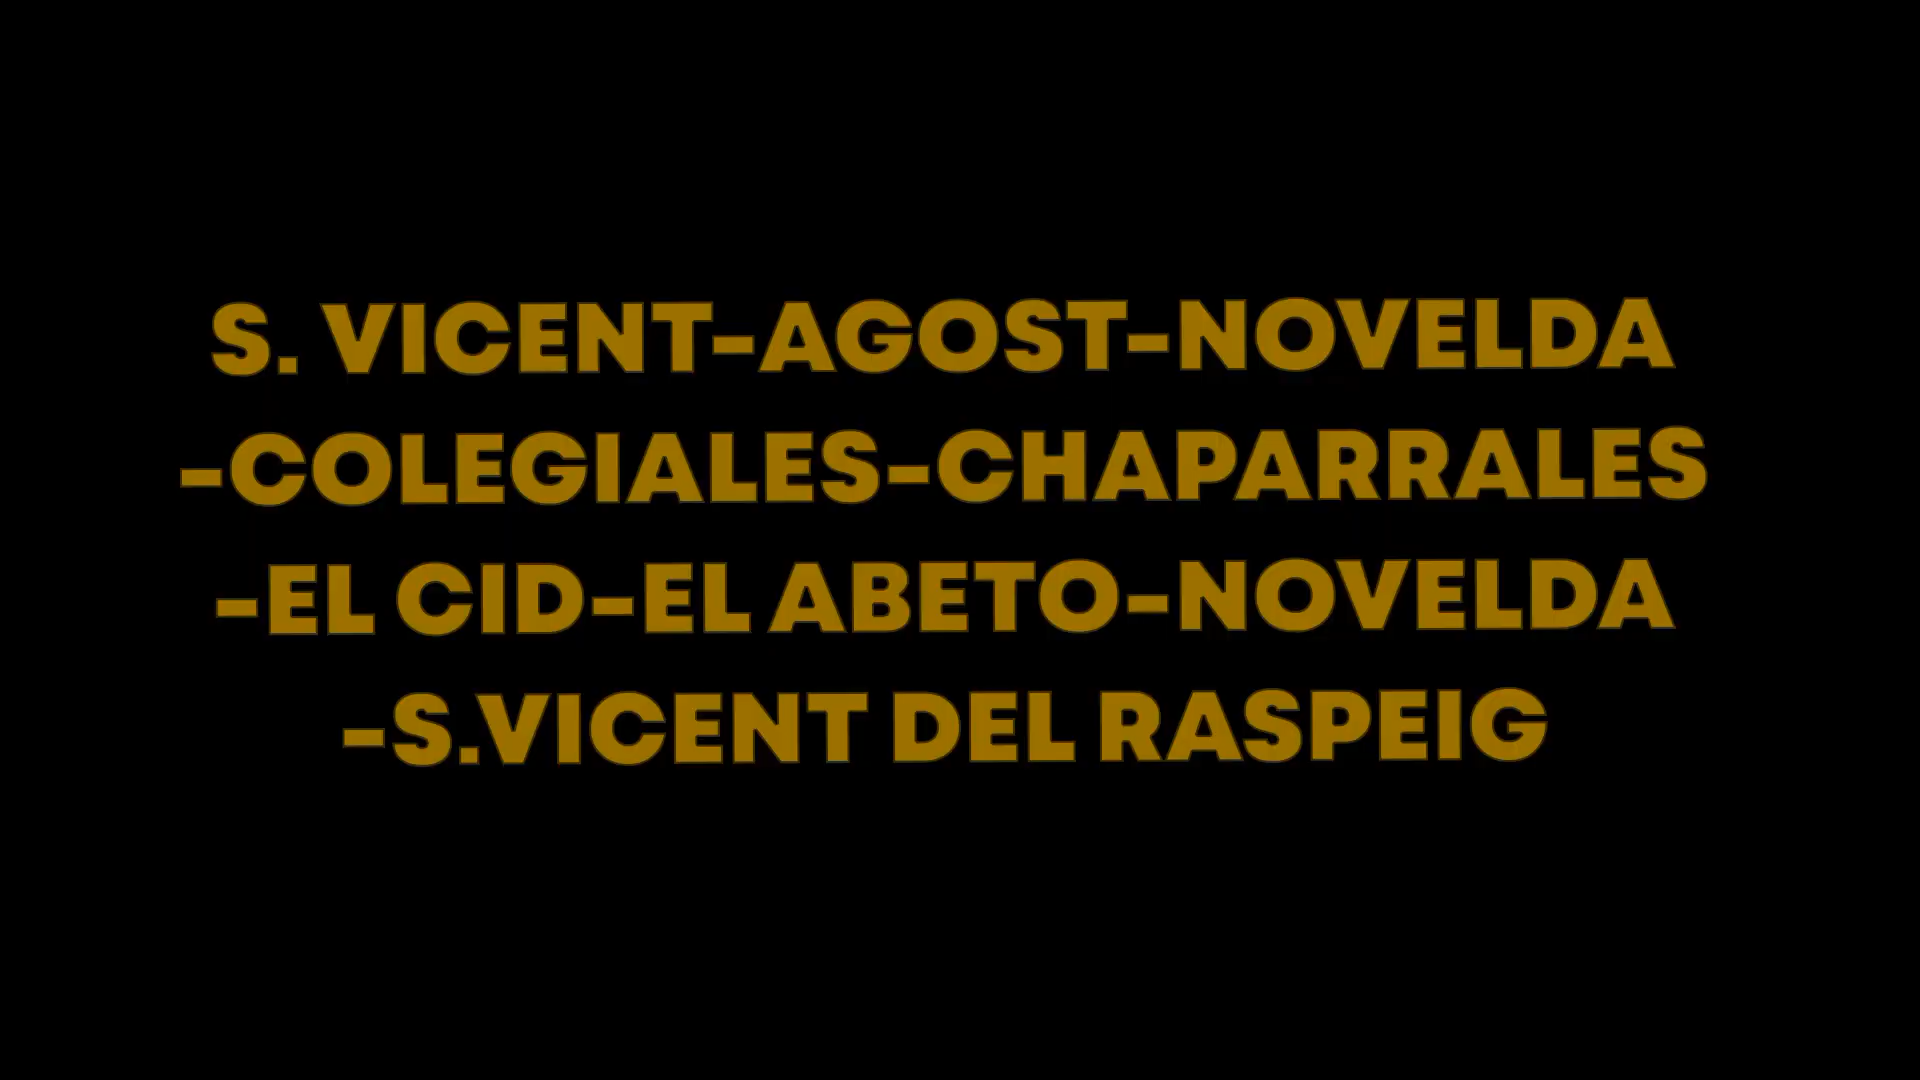 S. VICENT-AGOST-NOVELDA
-COLEGIALES-CHAPARRALES
-EL CID-EL ABETO-NOVELDA
-S.VICENT DEL RASPEIG